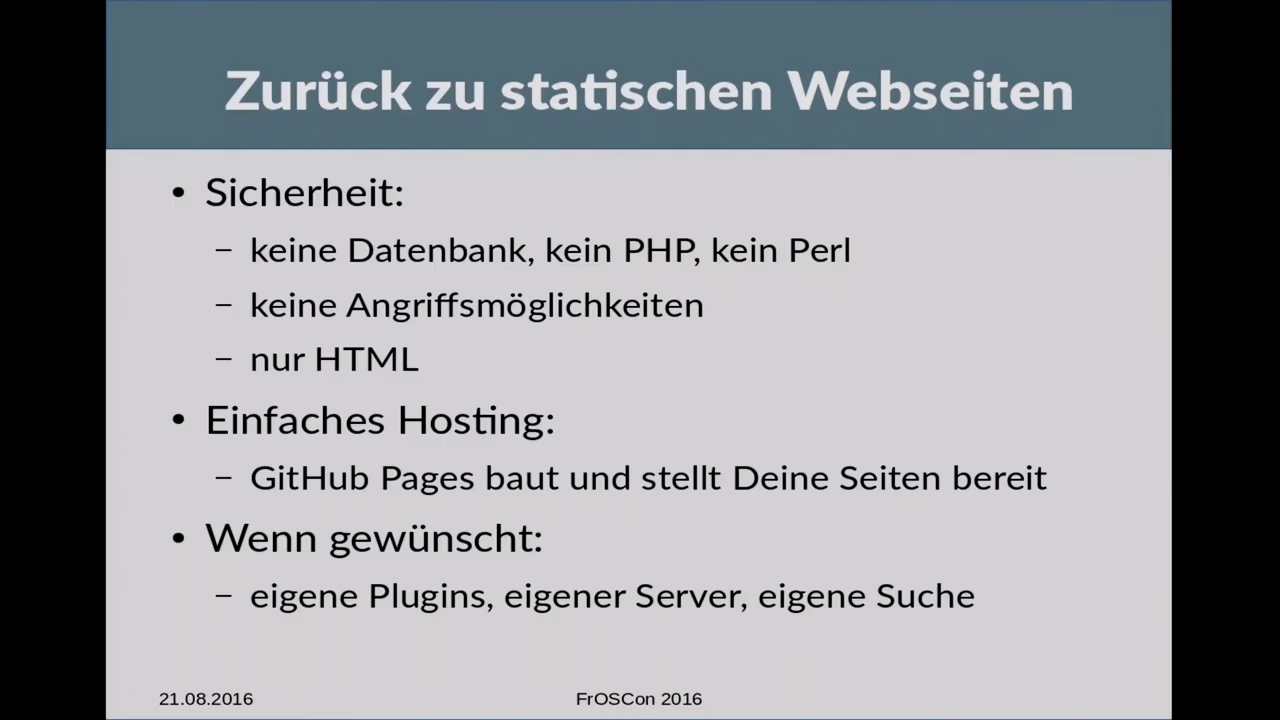 Zurück zu statischen Webseiten
• Sicherheit:
– keine Datenbank, kein PHP, kein Perl
– keine Angriffsmöglichkeiten
– nur HTML
• Einfaches Hosting:
– GitHub Pages baut und stellt Deine Seiten bereit
• Wenn gewünscht:
– eigene Plugins, eigener Server, eigene Suche
21.08.2016
FrOSCon 2016